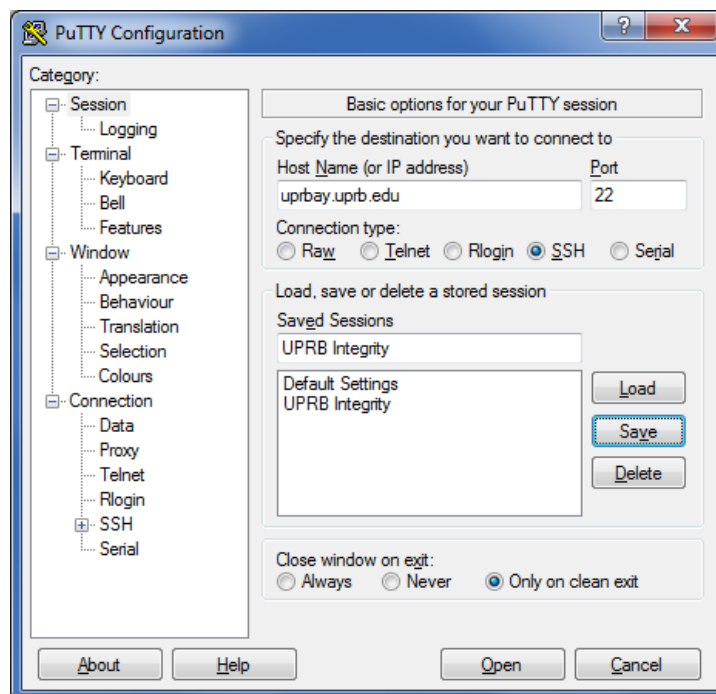 PuTTY Configuration
Category:
Session
Logging
Terminal
Keyboard
Bell
Features
Window
Appearance
Behaviour
Translation
Selection
Colours
Connection
Data
Proxy
Telnet
Rlogin
SSH
Serial
Basic options for your PuTTY session
Specify the destination you want to connect to
Host Name (or IP address) Port
uprbay.uprb.edu 22
Connection type:
Raw Telnet Rlogin SSH Serial
Load, save or delete a stored session
Saved Sessions
UPRB Integrity
Default Settings
UPRB Integrity
Load
Save
Delete
Close window on exit:
Always Never Only on clean exit
About Help Open Cancel